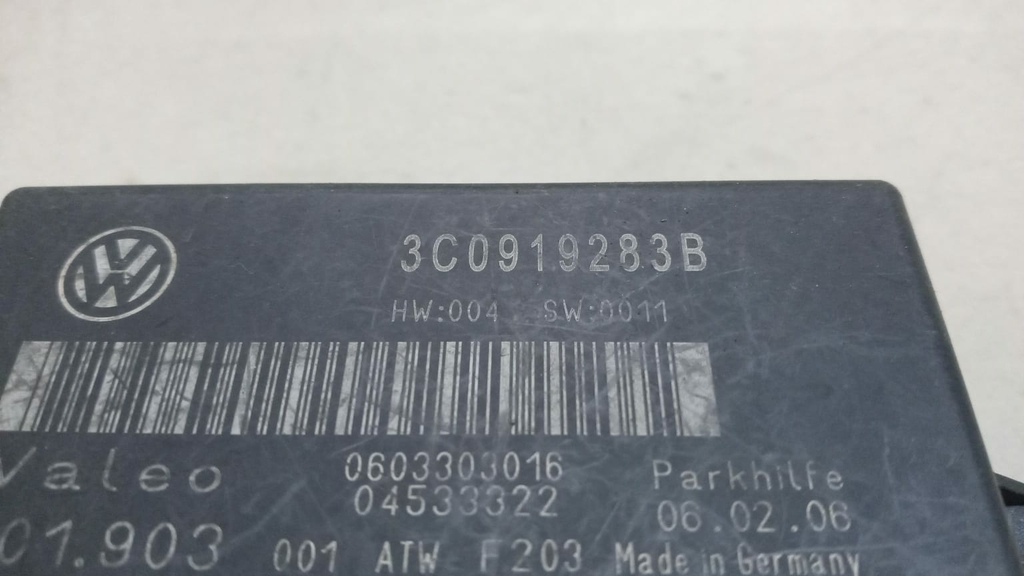 3C0919283B
HW:004 SW:0011
Valeo 0603303016 Parkhilfe
04533322 06.02.06
01.903 001 ATW F203 Made in Germany